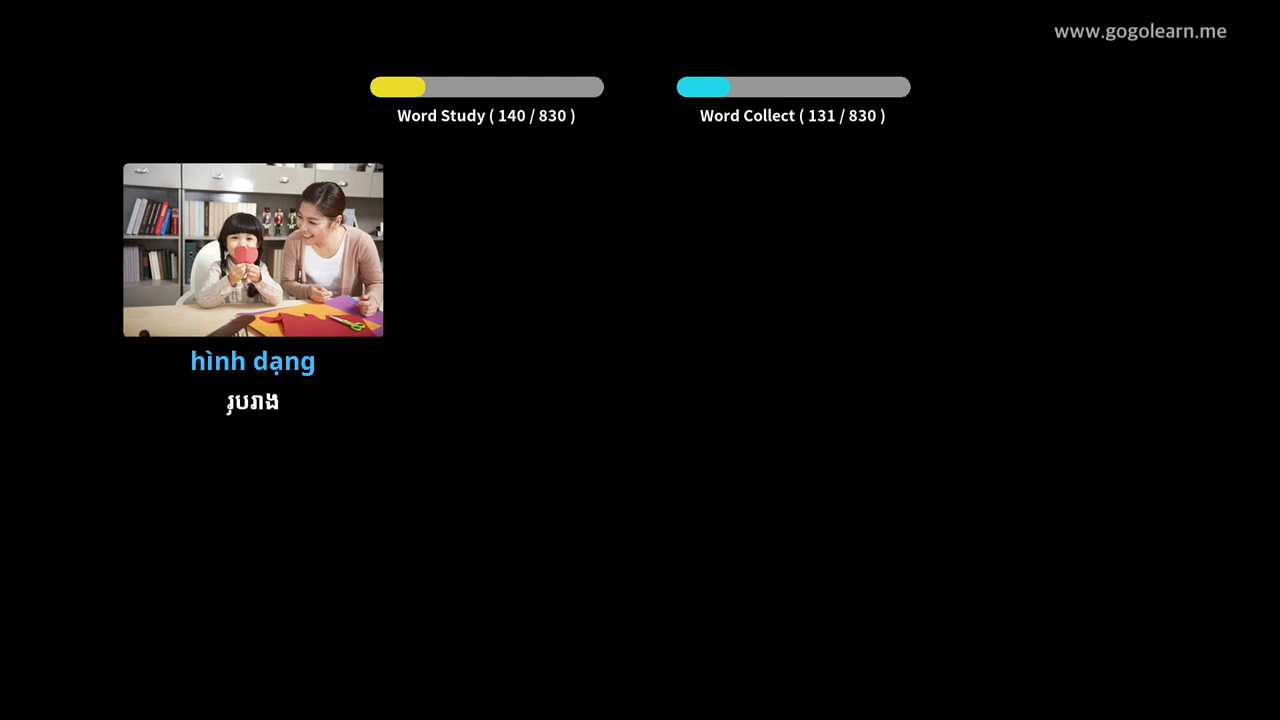 www.gogolearn.me
Word Study ( 140 / 830 )
Word Collect ( 131 / 830 )
hình dạng
រូបរាង